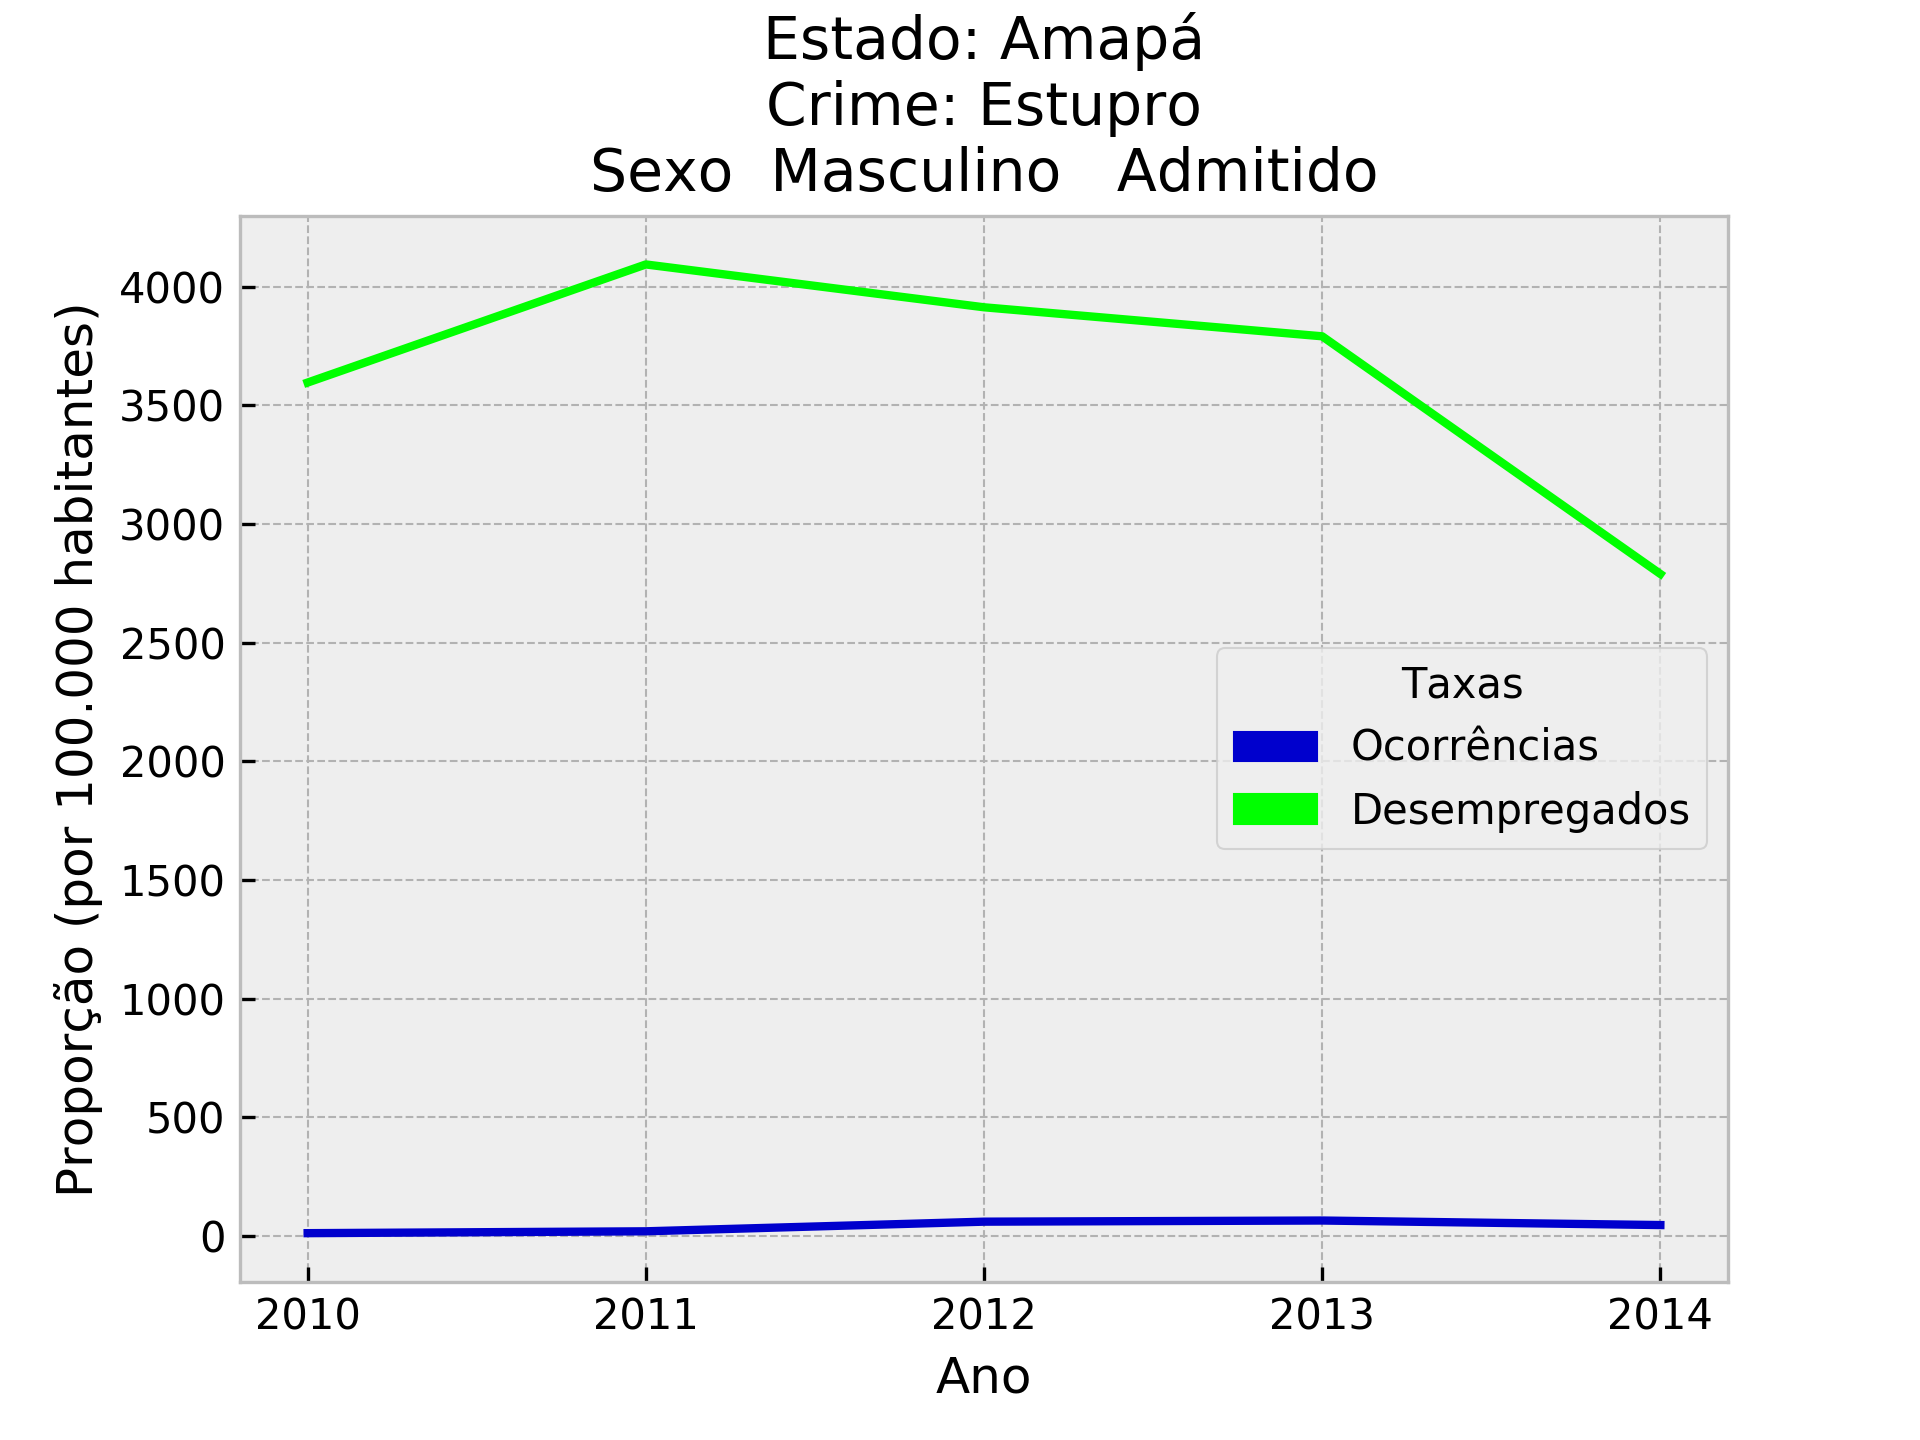 Estado: Amapá
Crime: Estupro
Sexo  Masculino   Admitido
Proporção (por 100.000 habitantes)
4000
3500
3000
2500
2000
1500
1000
500
0
Taxas
Ocorrências
Desempregados
2010 2011 2012 2013 2014
Ano